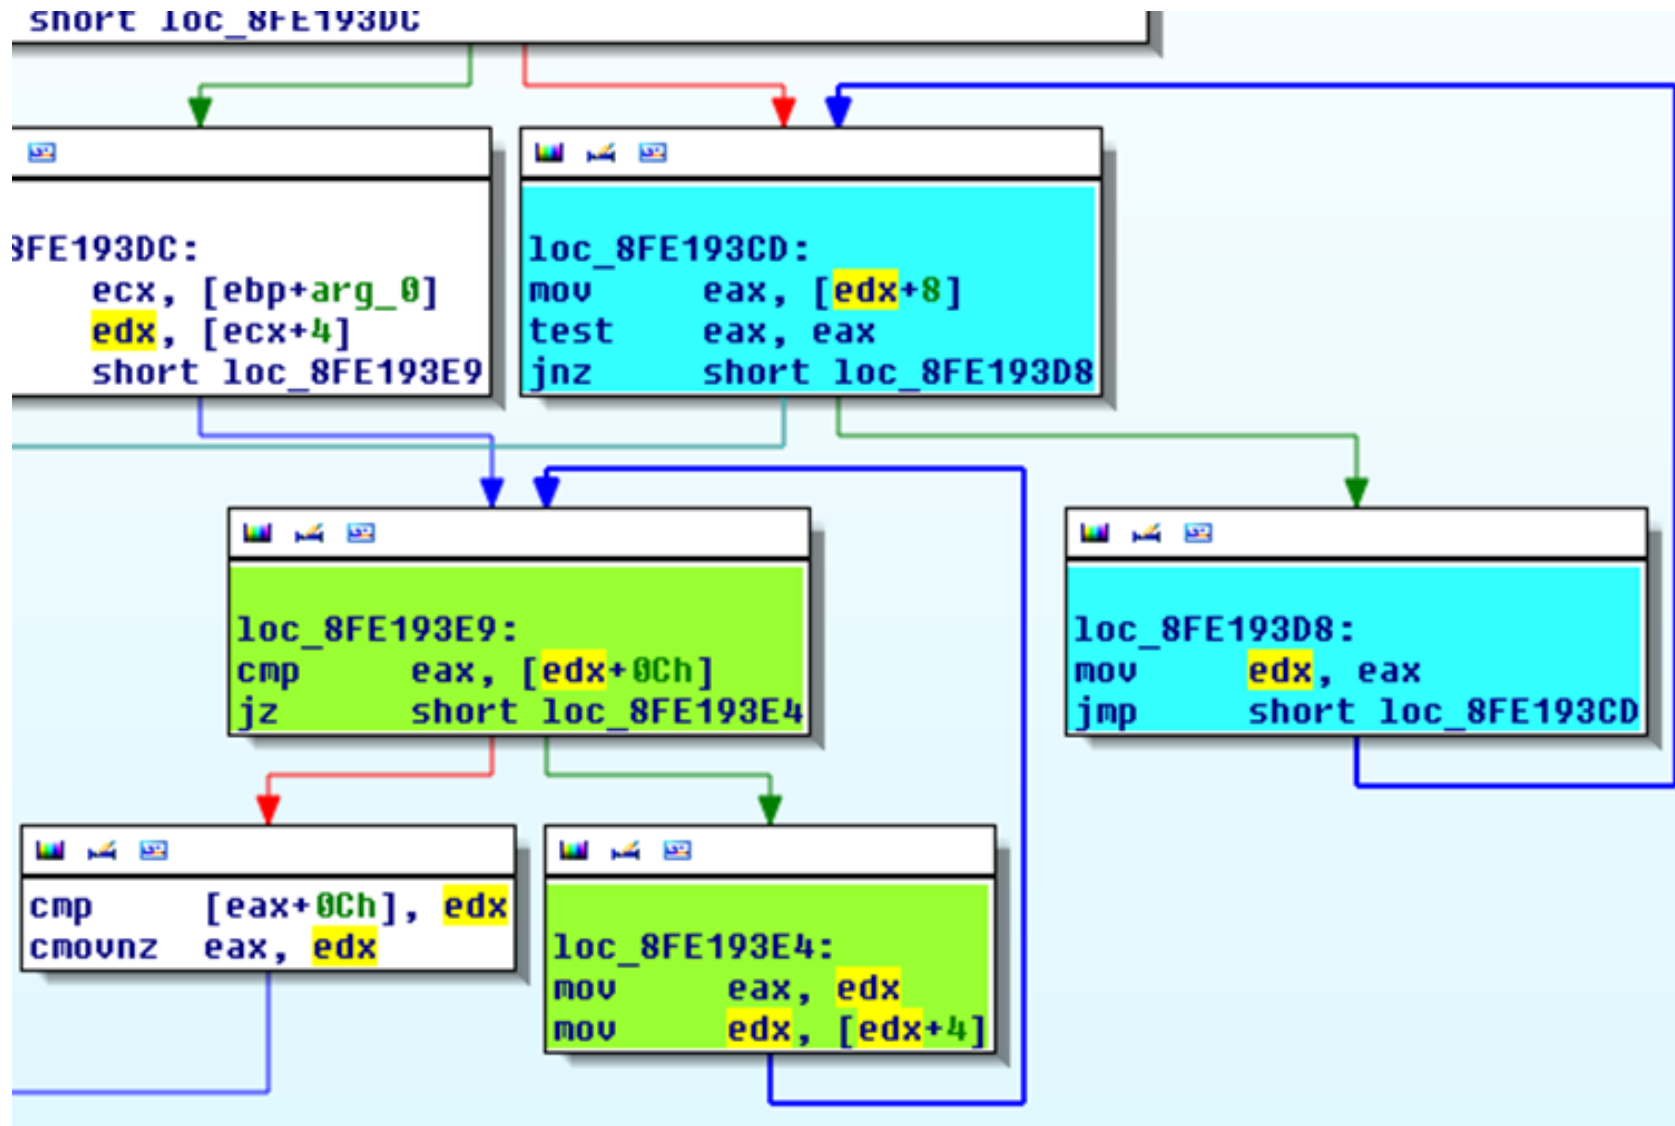 short loc_8FE193DC
8FE193DC:
ecx, [ebp+arg_0]
edx, [ecx+4]
short loc_8FE193E9
loc_8FE193CD:
mov eax, [edx+8]
test eax, eax
jnz short loc_8FE193D8
loc_8FE193E9:
cmp eax, [edx+0Ch]
jz short loc_8FE193E4
loc_8FE193D8:
mov edx, eax
jmp short loc_8FE193CD
cmp [eax+0Ch], edx
cmovnz eax, edx
loc_8FE193E4:
mov eax, edx
mov edx, [edx+4]